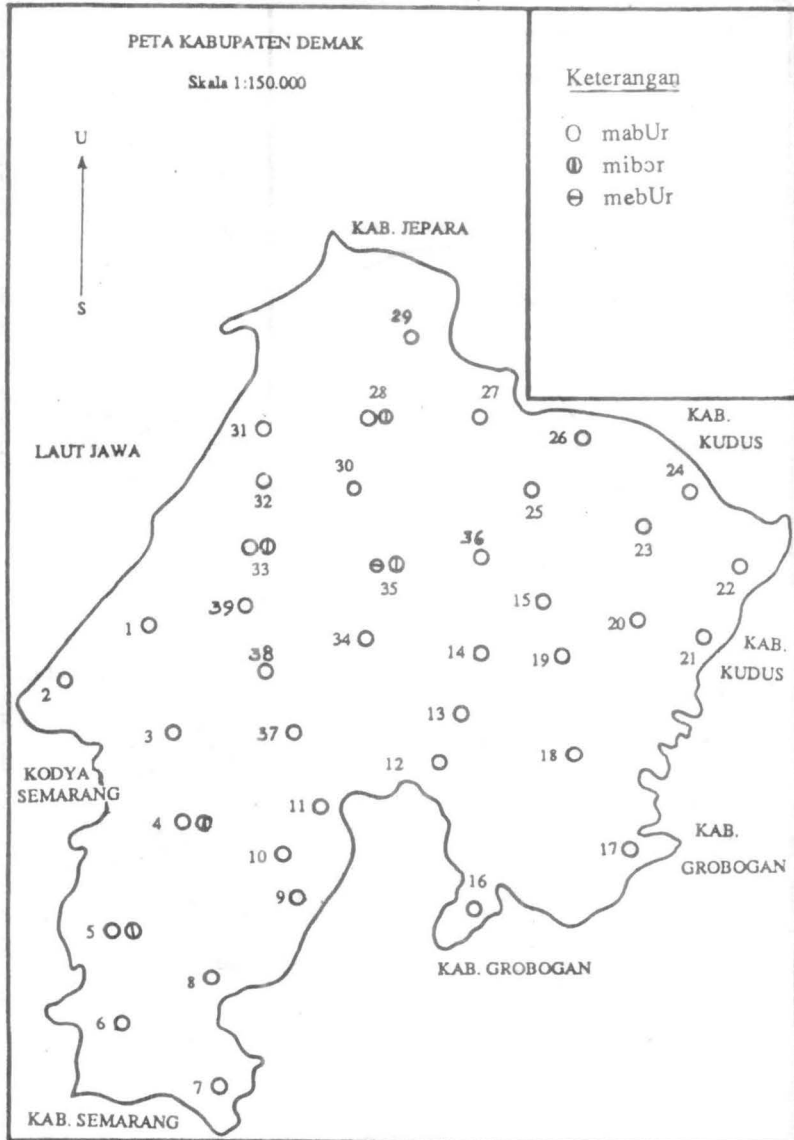 PETA KABUPATEN DEMAK
Skala 1:150.000
Keterangan
mabUr
mibɔr
mebUr
U
S
KAB. JEPARA
29
28
27
31
26
KAB.
KUDUS
LAUT JAWA
24
32
30
25
23
33
36
35
22
39
15
1
20
34
38
14
19
21
KAB.
KUDUS
2
13
3
37
12
18
KODYA
SEMARANG
11
4
17
KAB.
GROBOGAN
10
9
16
5
KAB. GROBOGAN
8
6
7
KAB. SEMARANG